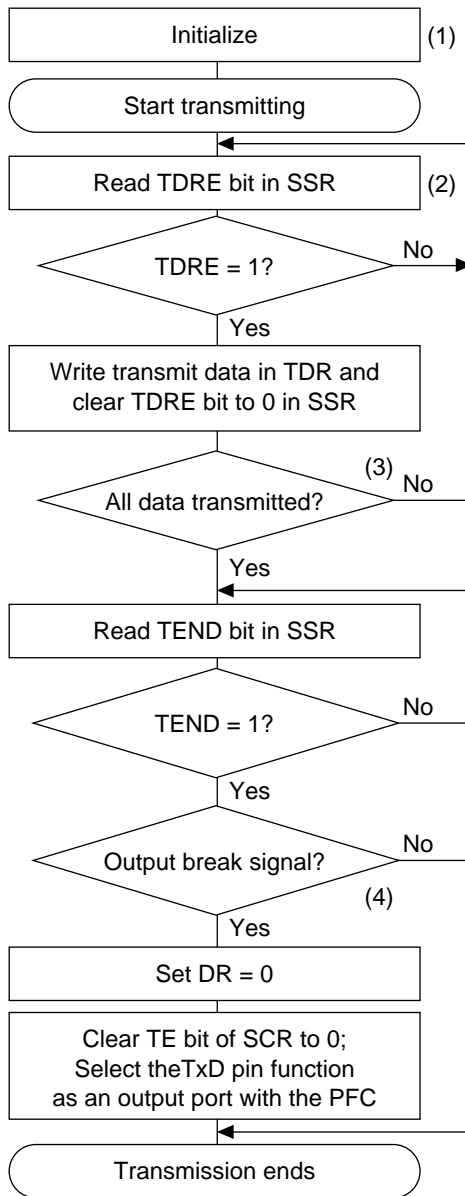 Initialize
(1)
Start transmitting
Read TDRE bit in SSR
(2)
TDRE = 1?
No
Yes
Write transmit data in TDR and
clear TDRE bit to 0 in SSR
(3)
All data transmitted?
No
Yes
Read TEND bit in SSR
TEND = 1?
No
Yes
Output break signal?
No
(4)
Yes
Set DR = 0
Clear TE bit of SCR to 0;
Select theTxD pin function
as an output port with the PFC
Transmission ends